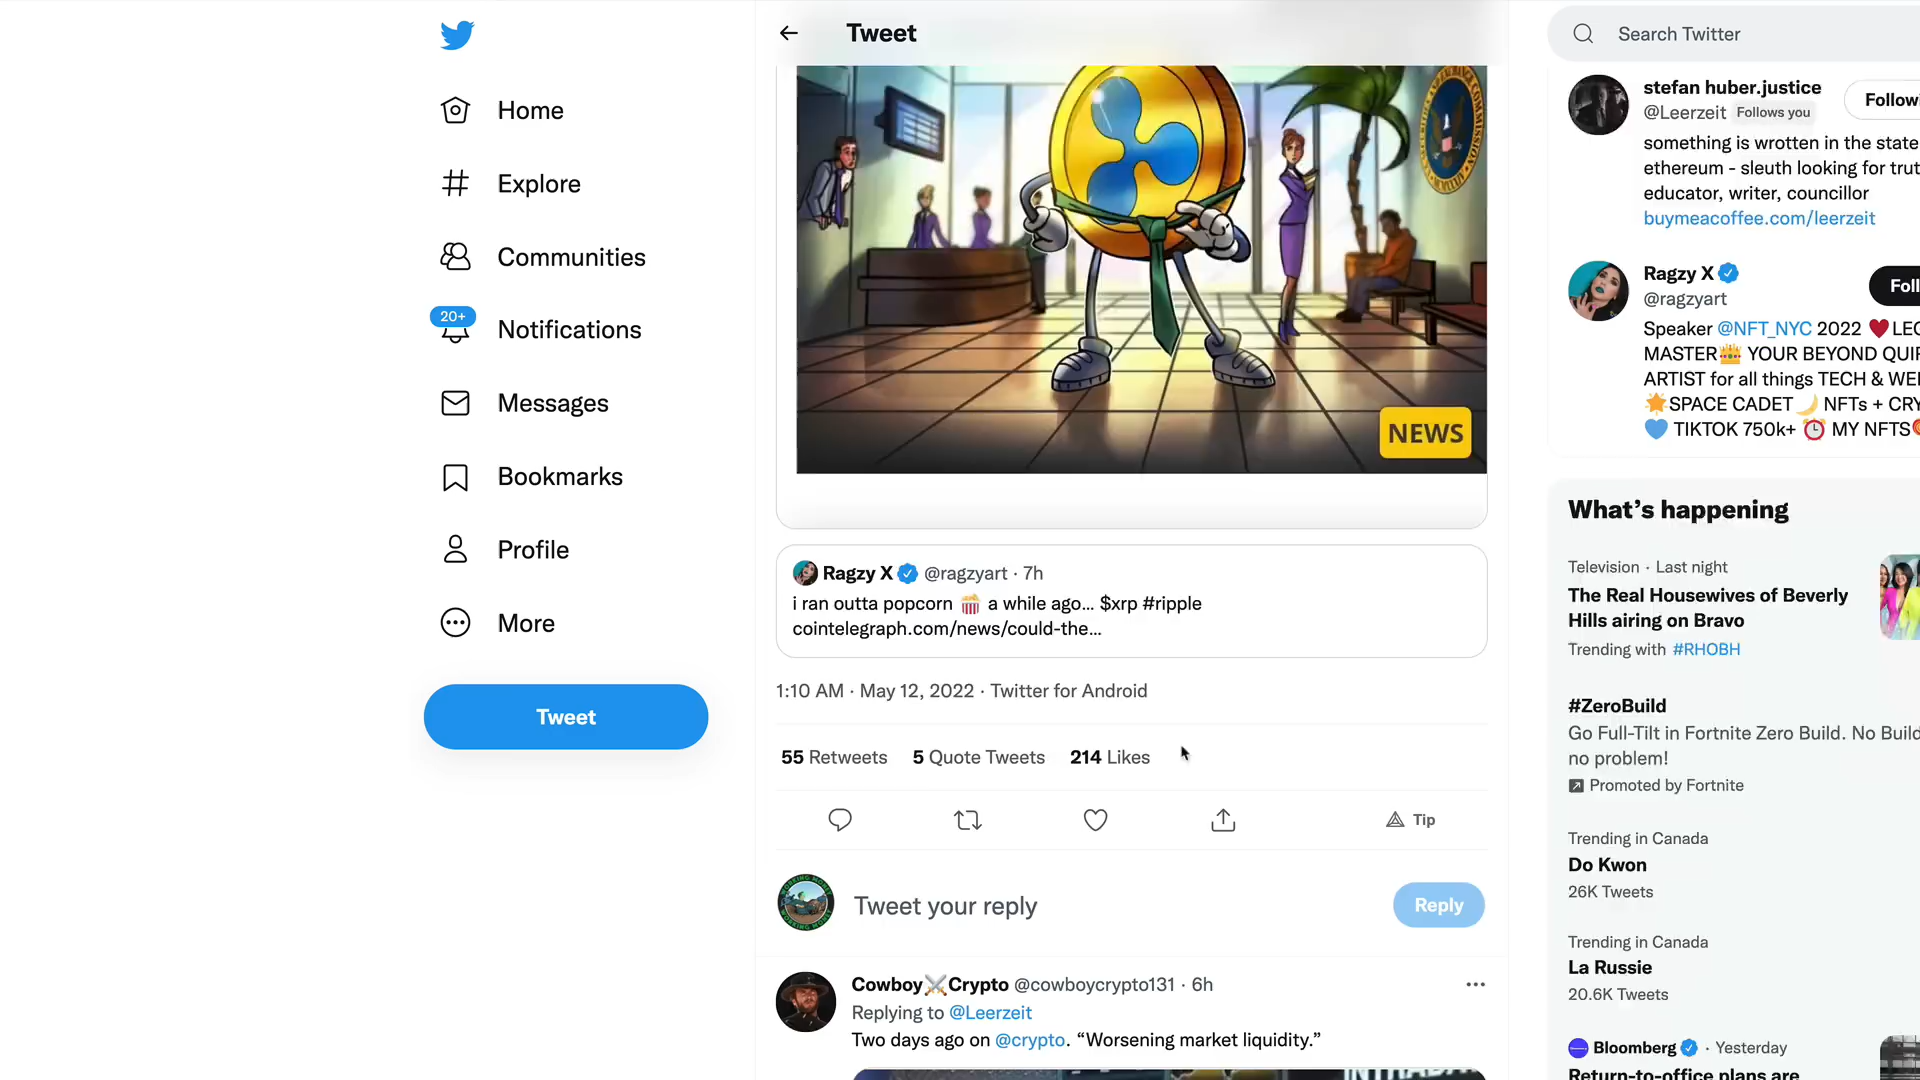 Home
Explore
Communities
20+
Notifications
Messages
Bookmarks
Profile
More
Tweet
Tweet
NEWS
Ragzy X @ragzyart · 7h
i ran outta popcorn 🍿 a while ago... $xrp #ripple
cointelegraph.com/news/could-the...
1:10 AM · May 12, 2022 · Twitter for Android
55 Retweets 5 Quote Tweets 214 Likes
Tip
Tweet your reply
Reply
Cowboy⚔️Crypto @cowboycrypto131 · 6h
Replying to @Leerzeit
Two days ago on @crypto. “Worsening market liquidity.”
Search Twitter
stefan huber.justice
@Leerzeit Follows you
Followi
something is wrotten in the state
ethereum - sleuth looking for trut
educator, writer, councillor
buymeacoffee.com/leerzeit
Ragzy X
@ragzyart
Foll
Speaker @NFT_NYC 2022 ❤️LEG
MASTER👑 YOUR BEYOND QUIR
ARTIST for all things TECH & WEB
🌟SPACE CADET🌙 NFTs + CRY
💙 TIKTOK 750k+ ⏰ MY NFTS
What’s happening
Television · Last night
The Real Housewives of Beverly
Hills airing on Bravo
Trending with #RHOBH
#ZeroBuild
Go Full-Tilt in Fortnite Zero Build. No Build
no problem!
Promoted by Fortnite
Trending in Canada
Do Kwon
26K Tweets
Trending in Canada
La Russie
20.6K Tweets
Bloomberg · Yesterday
Return-to-office plans are